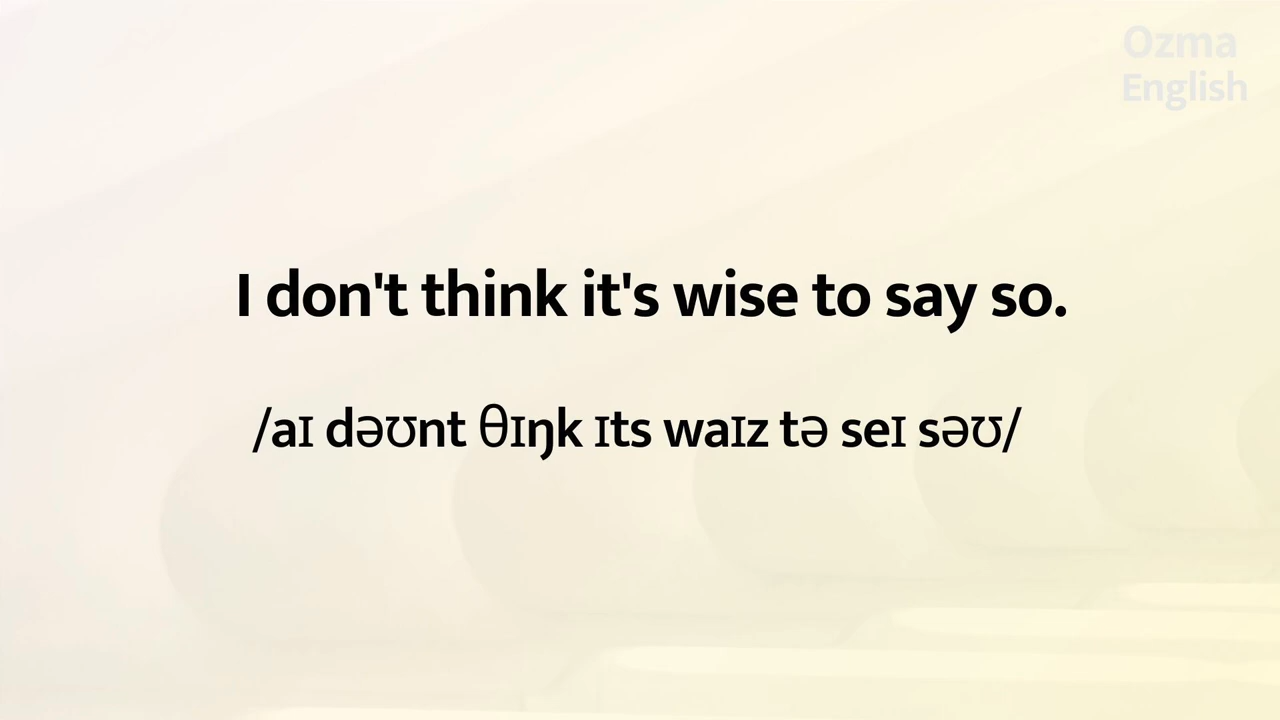 Ozma
English
I don't think it's wise to say so.
/aɪ dəʊnt θɪŋk ɪts waɪz tə seɪ səʊ/